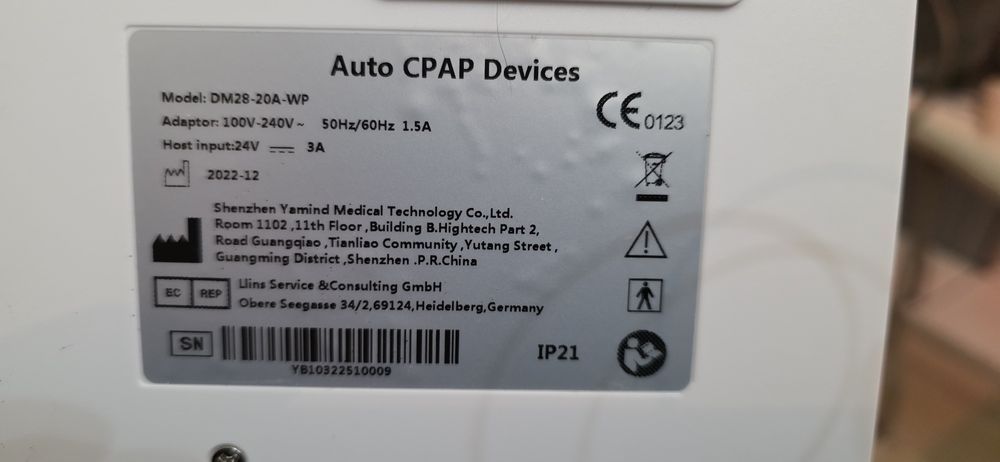 Auto CPAP Devices
Model: DM28-20A-WP
Adaptor: 100V-240V~ 50Hz/60Hz 1.5A
CE 0123
Host input:24V ⎓ 3A
2022-12
Shenzhen Yamind Medical Technology Co.,Ltd.
Room 1102 ,11th Floor ,Building B.Hightech Part 2,
Road Guangqiao ,Tianliao Community ,Yutang Street ,
Guangming District ,Shenzhen .P.R.China
EC REP
Llins Service &Consulting GmbH
Obere Seegasse 34/2,69124,Heidelberg,Germany
SN
YB10322510009
IP21